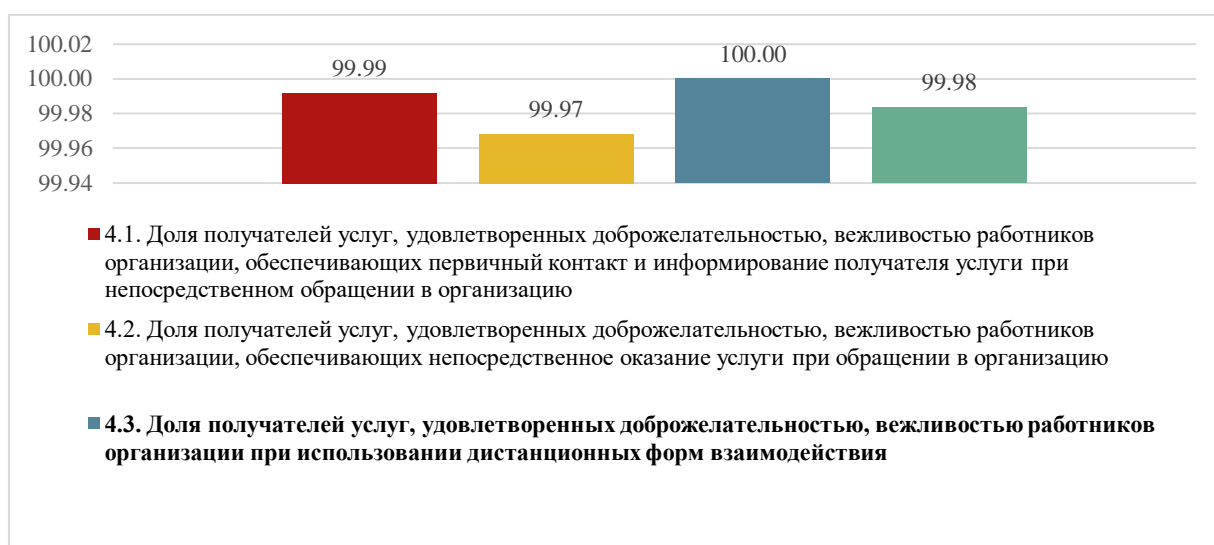 100.02
100.00
99.98
99.96
99.94
99.99
99.97
100.00
99.98
4.1. Доля получателей услуг, удовлетворенных доброжелательностью, вежливостью работников
организации, обеспечивающих первичный контакт и информирование получателя услуги при
непосредственном обращении в организацию
4.2. Доля получателей услуг, удовлетворенных доброжелательностью, вежливостью работников
организации, обеспечивающих непосредственное оказание услуги при обращении в организацию
4.3. Доля получателей услуг, удовлетворенных доброжелательностью, вежливостью работников
организации при использовании дистанционных форм взаимодействия